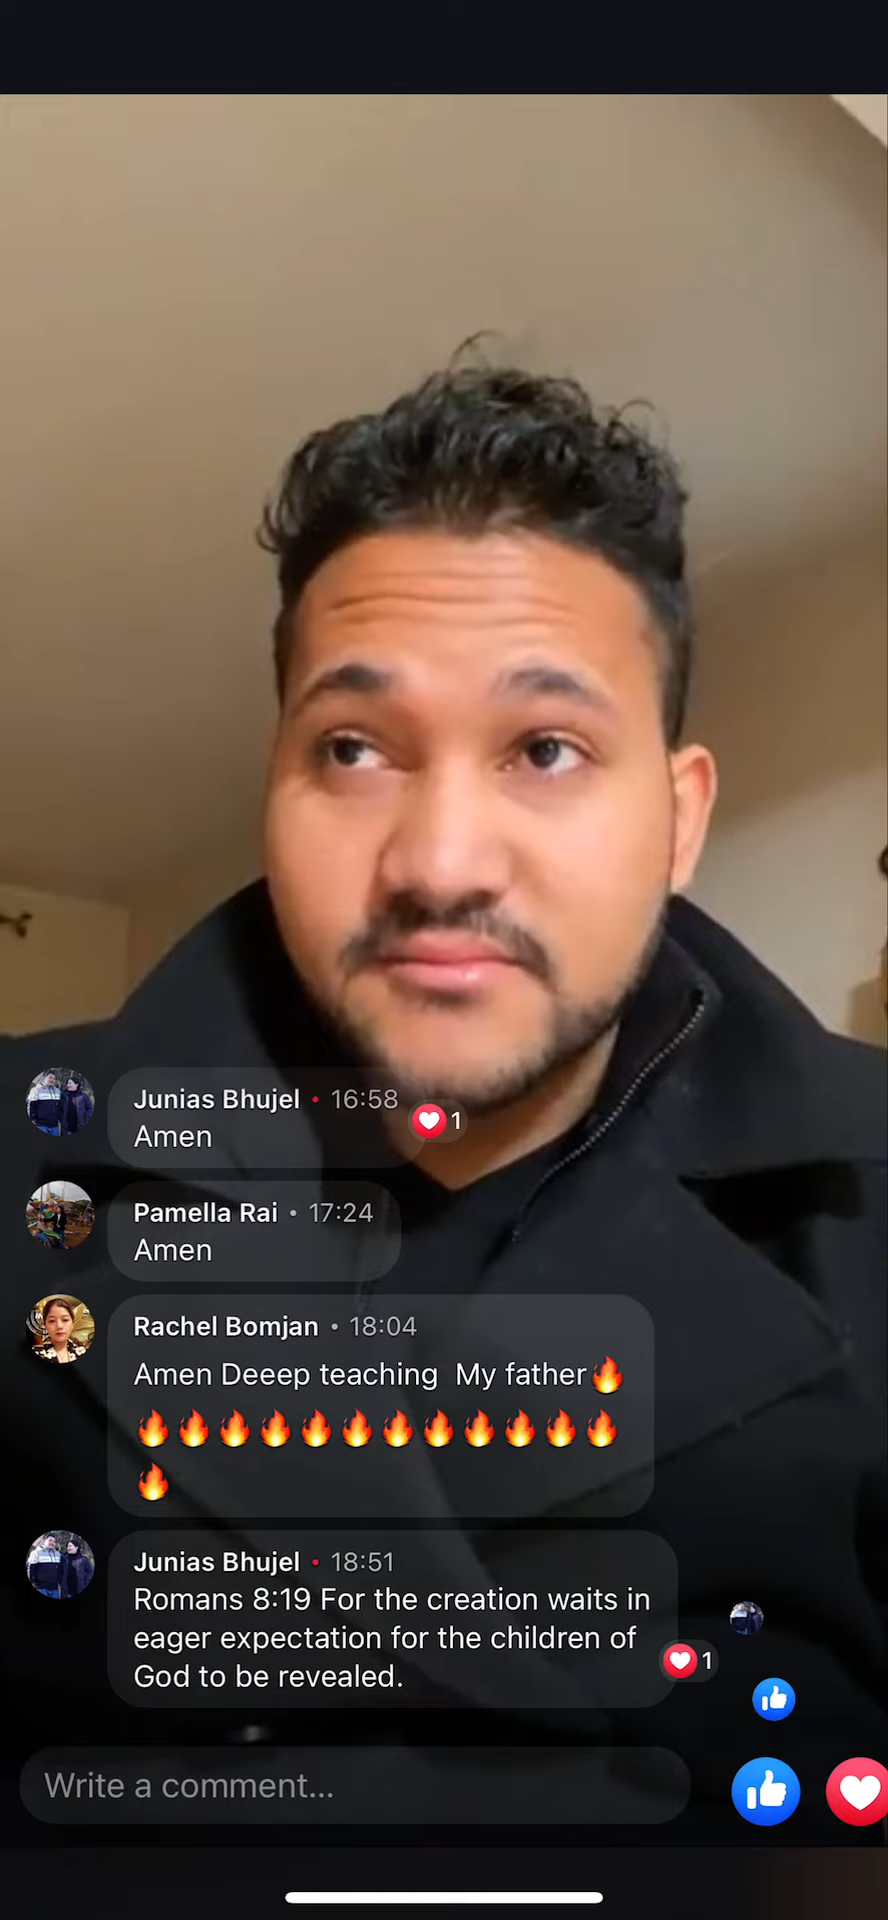 Junias Bhujel • 16:58
Amen
1
Pamella Rai • 17:24
Amen
Rachel Bomjan • 18:04
Amen Deeep teaching  My father🔥
🔥🔥🔥🔥🔥🔥🔥🔥🔥🔥🔥🔥
🔥
Junias Bhujel • 18:51
Romans 8:19 For the creation waits in
eager expectation for the children of
God to be revealed.
1
Write a comment...